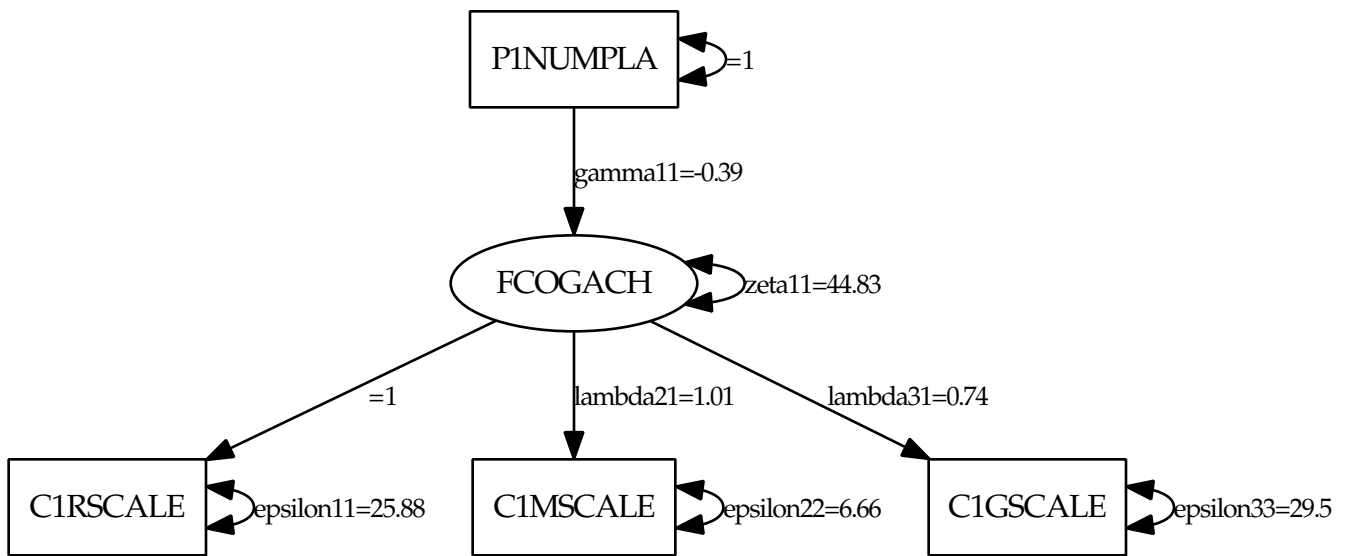 P1NUMPLA
=1
gamma11=-0.39
FCOGACH
zeta11=44.83
=1
lambda21=1.01
lambda31=0.74
C1RSCALE
epsilon11=25.88
C1MSCALE
epsilon22=6.66
C1GSCALE
epsilon33=29.5